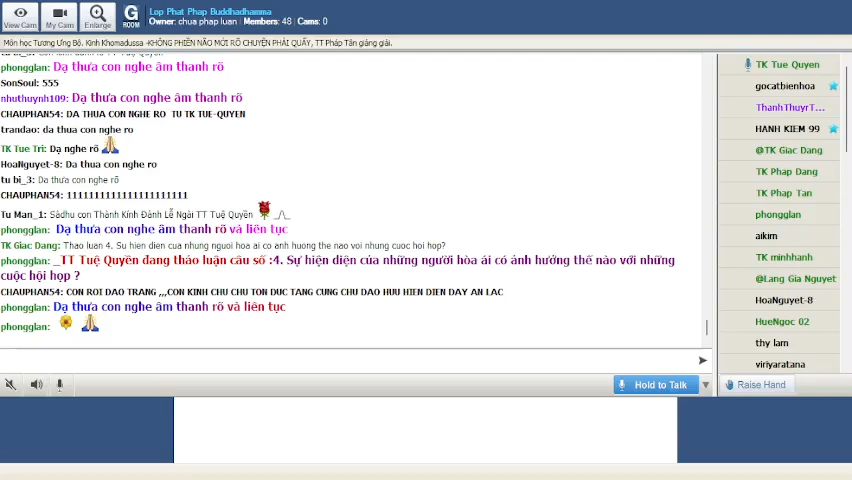 Lop Phat Phap Buddhadhamma
Owner: chua phap luan | Members: 48 | Cams: 0
View Cam
My Cam
Enlarge
G
ROOM
Môn học Tương Ưng Bộ. Kinh Khomadussa -KHÔNG PHIỀN NÃO MỚI RÕ CHUYỆN PHẢI QUẤY, TT Pháp Tân giảng giải.
phongglan: Dạ thưa con nghe âm thanh rõ
SonSoul: 555
nhuthuynh109: Dạ thưa con nghe âm thanh rõ
CHAUPHAN54: DA THUA CON NGHE RO TU TK TUE-QUYEN
trandao: da thua con nghe ro
TK Tue Tri: Dạ nghe rõ
HoaNguyet-8: Da thua con nghe ro
tu bi_3: Da thưa con nghe rõ
CHAUPHAN54: 1111111111111111111111
Tu Man_1: Sādhu con Thành Kính Đảnh Lễ Ngài TT Tuệ Quyền
phongglan: Dạ thưa con nghe âm thanh rõ và liên tục
TK Giac Dang: Thao luan 4. Su hien dien cua nhung nguoi hoa ai co anh huong the nao voi nhung cuoc hoi hop?
phongglan: _TT Tuệ Quyền đang thảo luận câu số :4. Sự hiện diện của những người hòa ái có ảnh hưởng thế nào với những
cuộc hội họp ?
CHAUPHAN54: CON ROI DAO TRANG ,,,CON KINH CHU CHU TON DUC TANG CUNG CHU DAO HUU HIEN DIEN DAY AN LAC
phongglan: Dạ thưa con nghe âm thanh rõ và liên tục
phongglan:
TK Tue Quyen
gocatbienhoa
ThanhThuyrT...
HANH KIEM 99
@TK Giac Dang
TK Phap Dang
TK Phap Tan
phongglan
aikim
TK minhhanh
@Lang Gia Nguyet
HoaNguyet-8
HueNgoc 02
thy lam
viriyaratana
Hold to Talk
Raise Hand